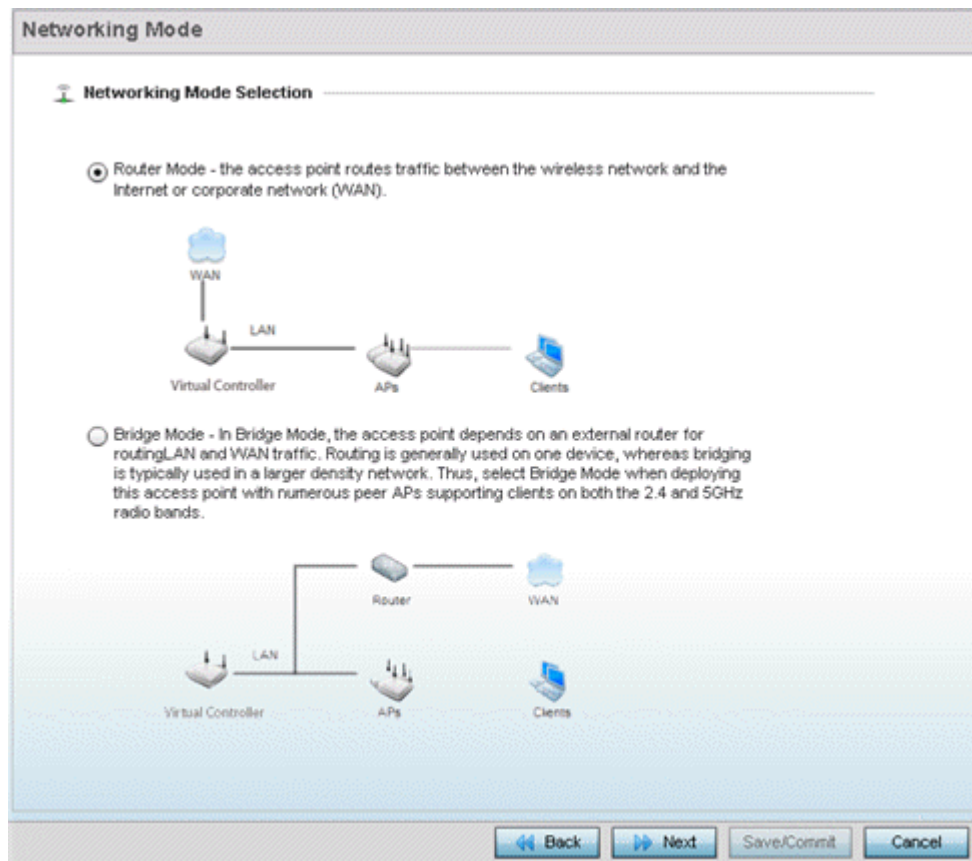 Networking Mode
Networking Mode Selection
Router Mode - the access point routes traffic between the wireless network and the
Internet or corporate network (WAN).
WAN
LAN
Virtual Controller
APs
Clients
Bridge Mode - In Bridge Mode, the access point depends on an external router for
routingLAN and WAN traffic. Routing is generally used on one device, whereas bridging
is typically used in a larger density network. Thus, select Bridge Mode when deploying
this access point with numerous peer APs supporting clients on both the 2.4 and 5GHz
radio bands.
Router
WAN
LAN
Virtual Controller
APs
Clients
Back
Next
Save/Commit
Cancel